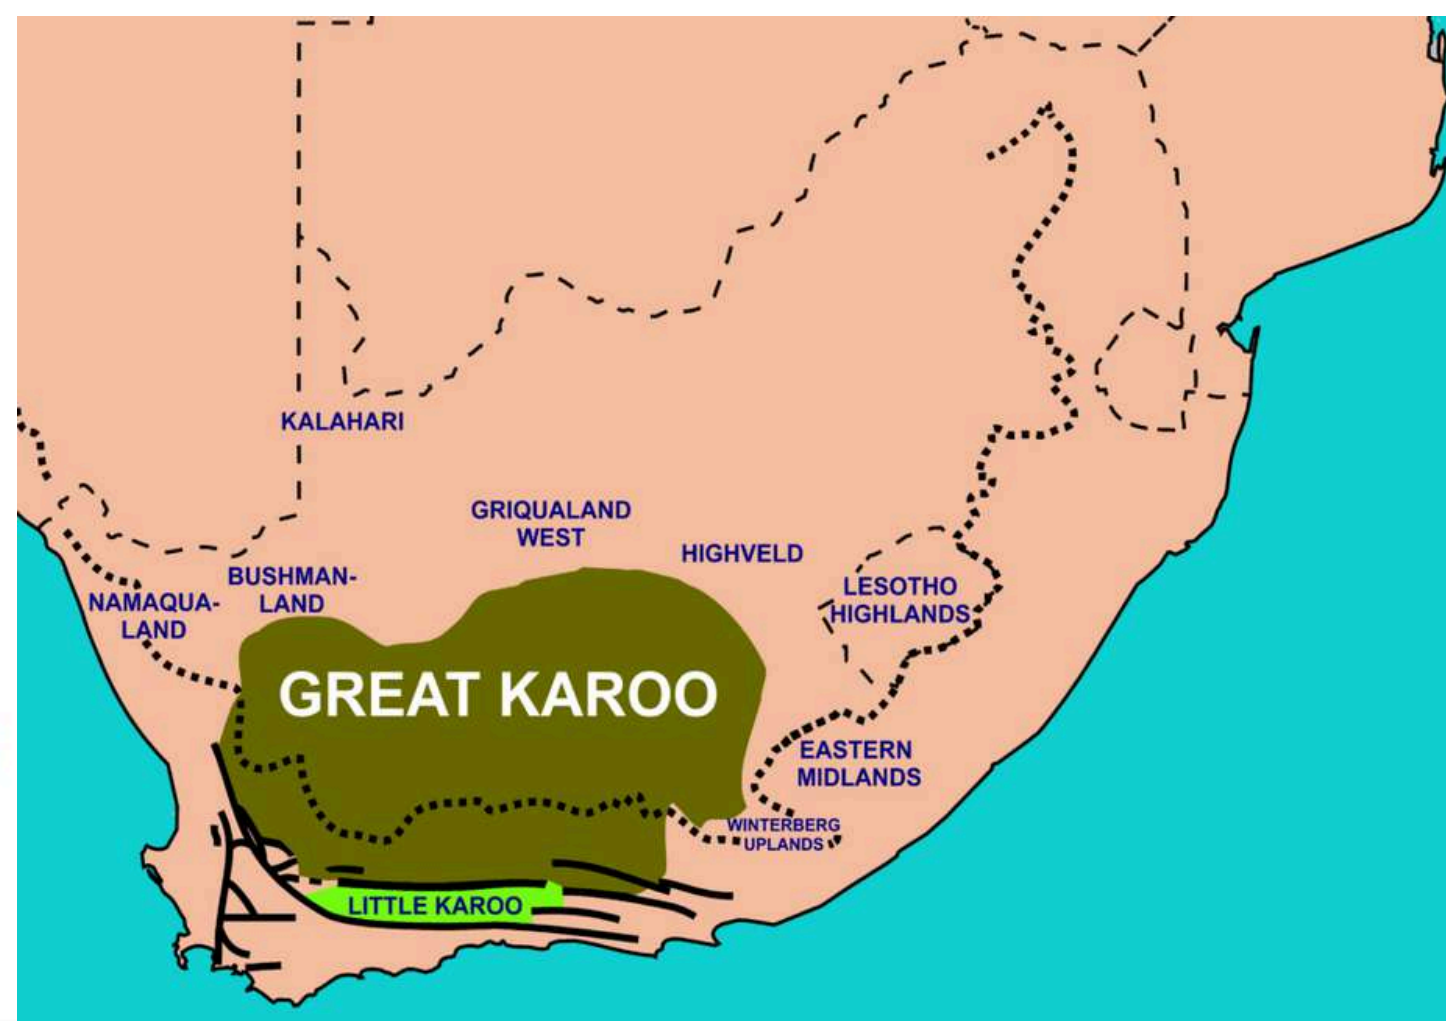 KALAHARI
GRIQUALAND
WEST
HIGHVELD
BUSHMAN-
LAND
NAMAQUA-
LAND
LESOTHO
HIGHLANDS
GREAT KAROO
EASTERN
MIDLANDS
WINTERBERG
UPLANDS
LITTLE KAROO